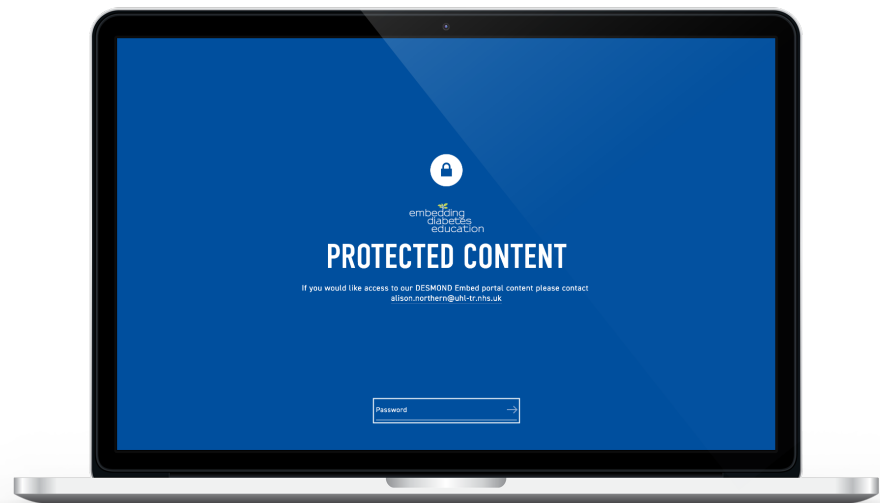 embedding
diabetes
education
PROTECTED CONTENT
If you would like access to our DESMOND Embed portal content please contact
alison.northern@uhl-tr.nhs.uk
Password